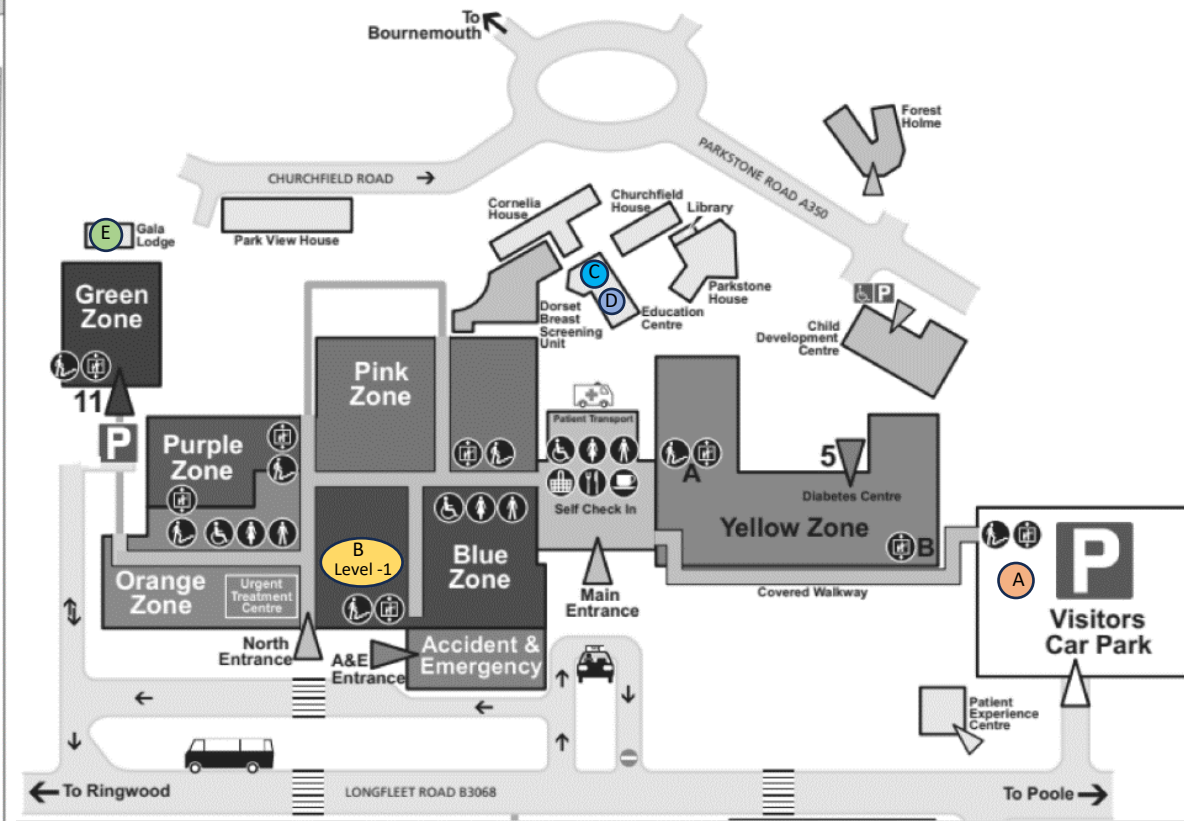 To
Bournemouth
Forest
Holme
PARKSTONE ROAD A350
CHURCHFIELD ROAD
Cornelia
House
Churchfield
House
Library
E
Gala
Lodge
Park View House
C
D
Parkstone
House
Green
Zone
Dorset
Breast
Screening
Unit
Education
Centre
P
Child
Development
Centre
Pink
Zone
11
Patient Transport
P
Purple
Zone
A
5
Diabetes Centre
Self Check In
Yellow Zone
B
P
B
Level -1
Blue
Zone
A
Orange
Zone
Urgent
Treatment
Centre
Covered Walkway
Main
Entrance
Visitors
Car Park
North
Entrance
A&E
Entrance
Accident &
Emergency
Patient
Experience
Centre
To Ringwood
LONGFLEET ROAD B3068
To Poole